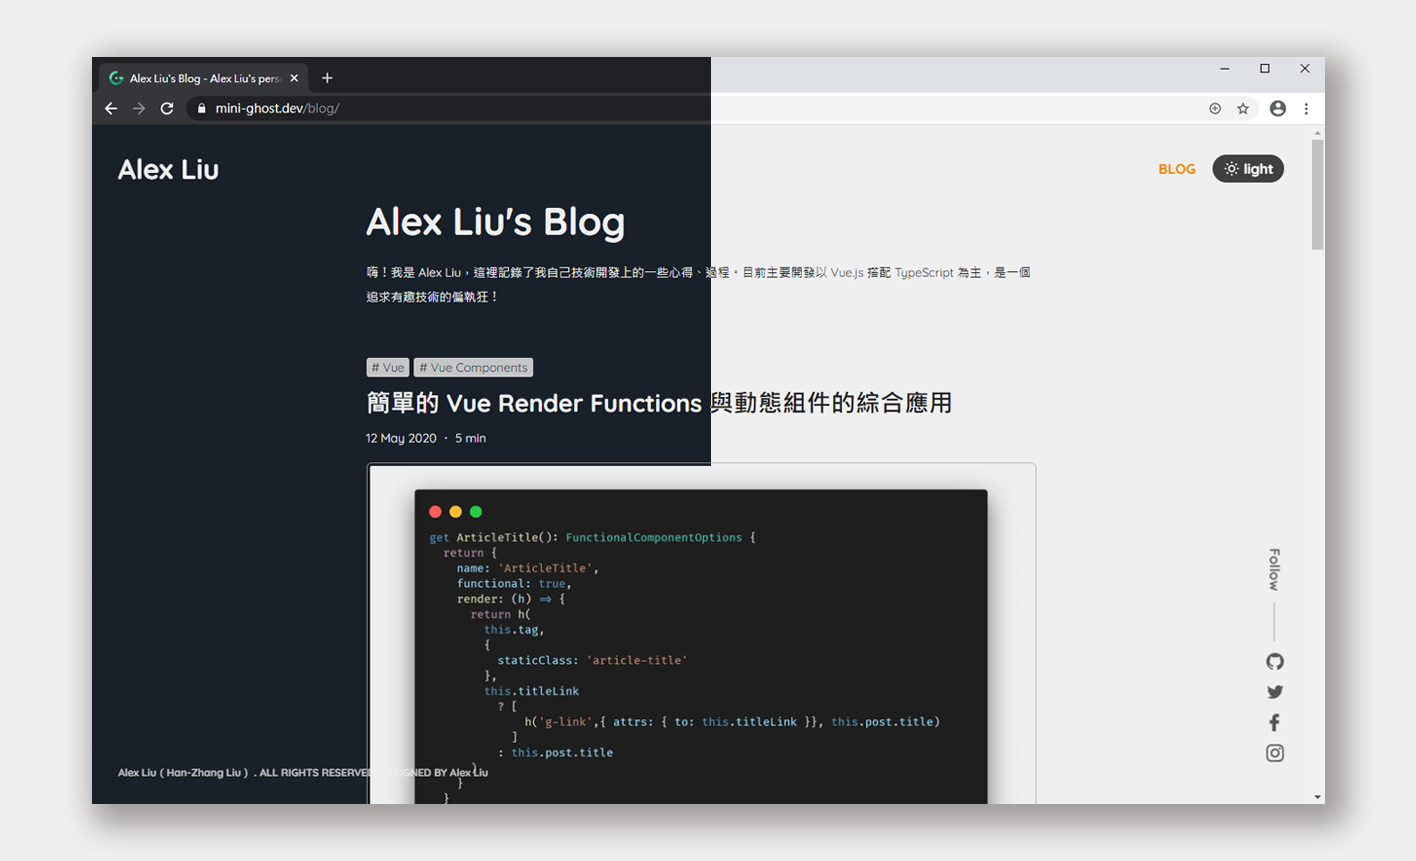 Alex Liu's Blog - Alex Liu's pers
mini-ghost.dev/blog/
Alex Liu
BLOG
light
Alex Liu's Blog
嗨！我是 Alex Liu，這裡記錄了我自己技術開發上的一些心得、過程。目前主要開發以 Vue.js 搭配 TypeScript 為主，是一個
追求有趣技術的偏執狂！
# Vue # Vue Components
簡單的 Vue Render Functions 與動態組件的綜合應用
12 May 2020 · 5 min
get ArticleTitle(): FunctionalComponentOptions {
return {
name: 'ArticleTitle',
functional: true,
render: (h) => {
return h(
this.tag,
{
staticClass: 'article-title'
},
this.titleLink
? [
h('g-link',{ attrs: { to: this.titleLink }}, this.post.title)
]
: this.post.title
)
}
}
Follow
Alex Liu ( Han-Zhang Liu ) . ALL RIGHTS RESERVED. DESIGNED BY Alex Liu